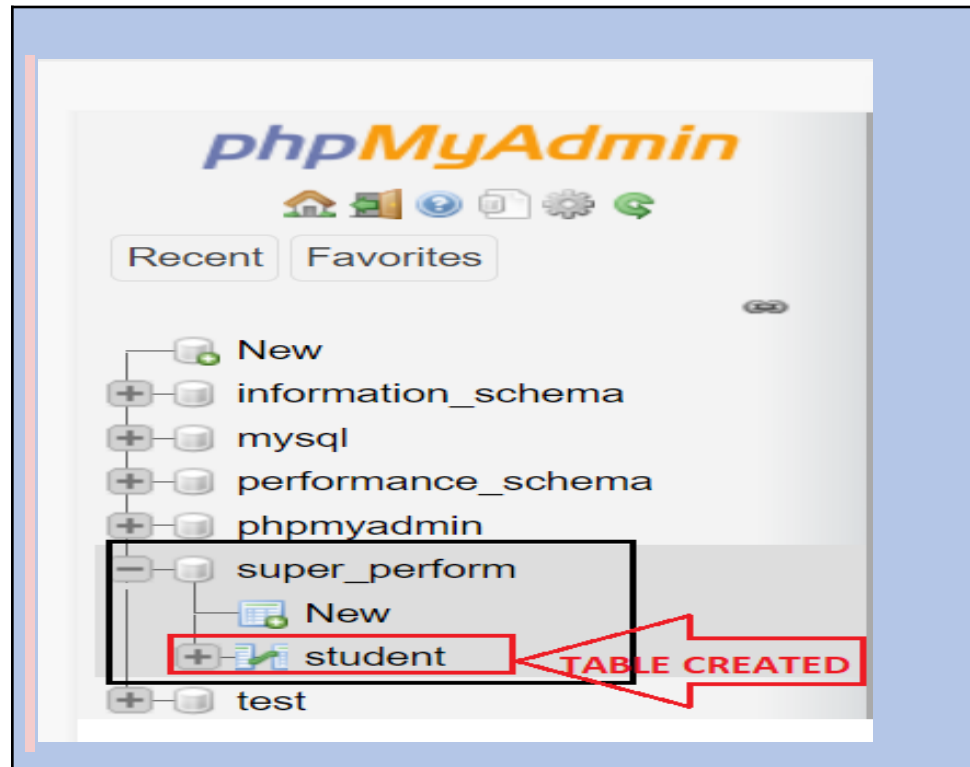 phpMyAdmin
Recent Favorites
New
information_schema
mysql
performance_schema
phpmyadmin
super_perform
New
student
TABLE CREATED
test